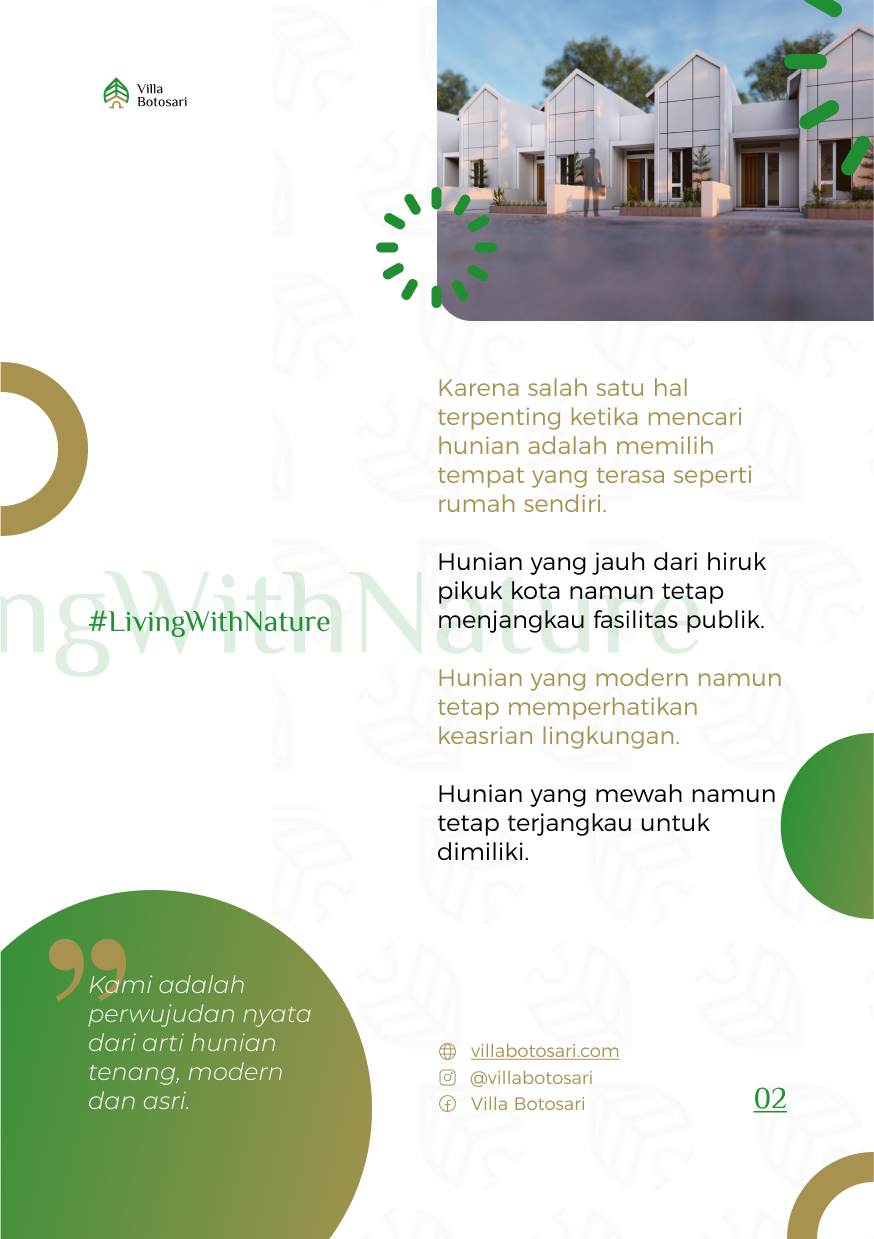 Villa
Botosari
Karena salah satu hal
terpenting ketika mencari
hunian adalah memilih
tempat yang terasa seperti
rumah sendiri.
Hunian yang jauh dari hiruk
pikuk kota namun tetap
menjangkau fasilitas publik.
ngWithNature
#LivingWithNature
Hunian yang modern namun
tetap memperhatikan
keasrian lingkungan.
Hunian yang mewah namun
tetap terjangkau untuk
dimiliki.
”
Kami adalah
perwujudan nyata
dari arti hunian
tenang, modern
dan asri.
villabotosari.com
@villabotosari
Villa Botosari
02